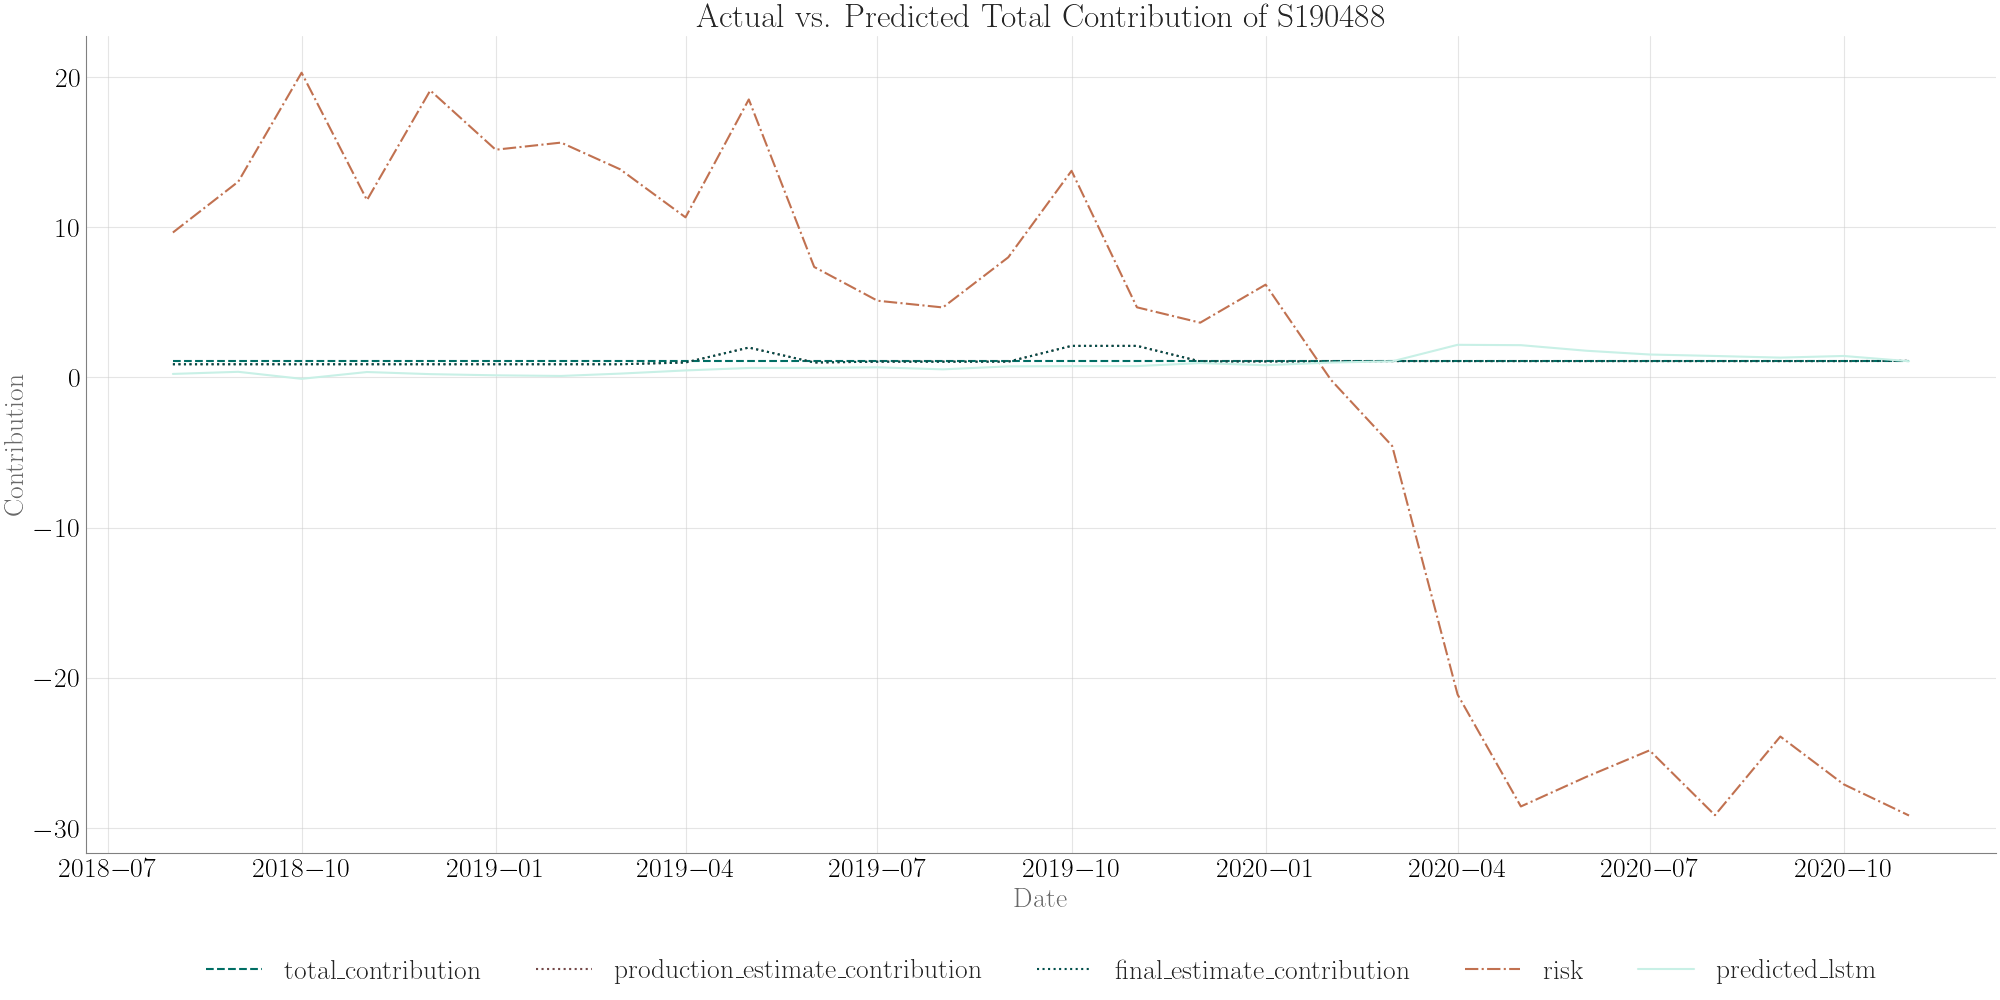 Actual vs. Predicted Total Contribution of S190488
20
10
0
−10
−20
−30
Contribution
2018−07 2018−10 2019−01 2019−04 2019−07 2019−10 2020−01 2020−04 2020−07 2020−10
Date
total_contribution production_estimate_contribution final_estimate_contribution risk predicted_lstm